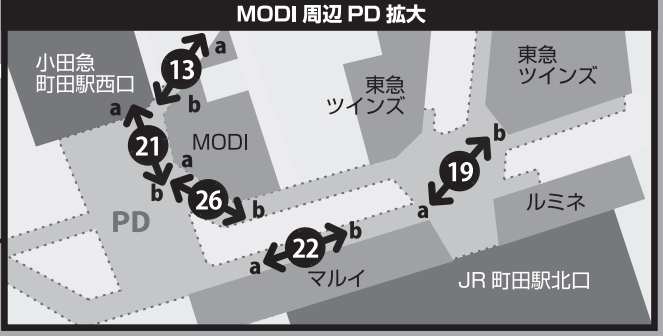 MODI 周辺 PD 拡大
小田急
町田駅西口
13
a
b
東急
ツインズ
東急
ツインズ
a
21
b
MODI
a
26
b
19
a
b
PD
22
a
b
マルイ
ルミネ
JR 町田駅北口